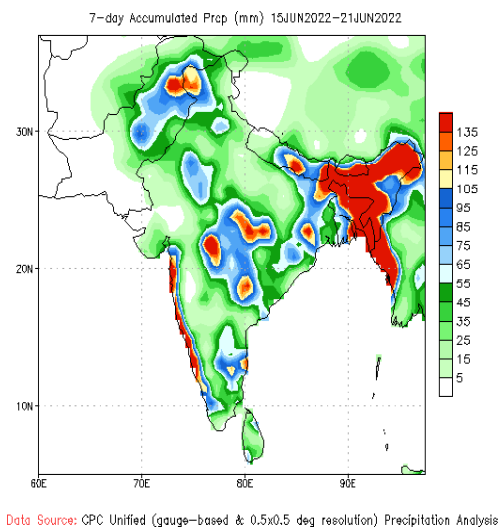 7-day Accumulated Prcp (mm) 15JUN2022-21JUN2022
30N
20N
10N
60E 70E 80E 90E
135
125
115
105
95
85
75
65
55
45
35
25
15
5
Data Source: CPC Unified (gauge-based & 0.5x0.5 deg resolution) Precipitation Analysis